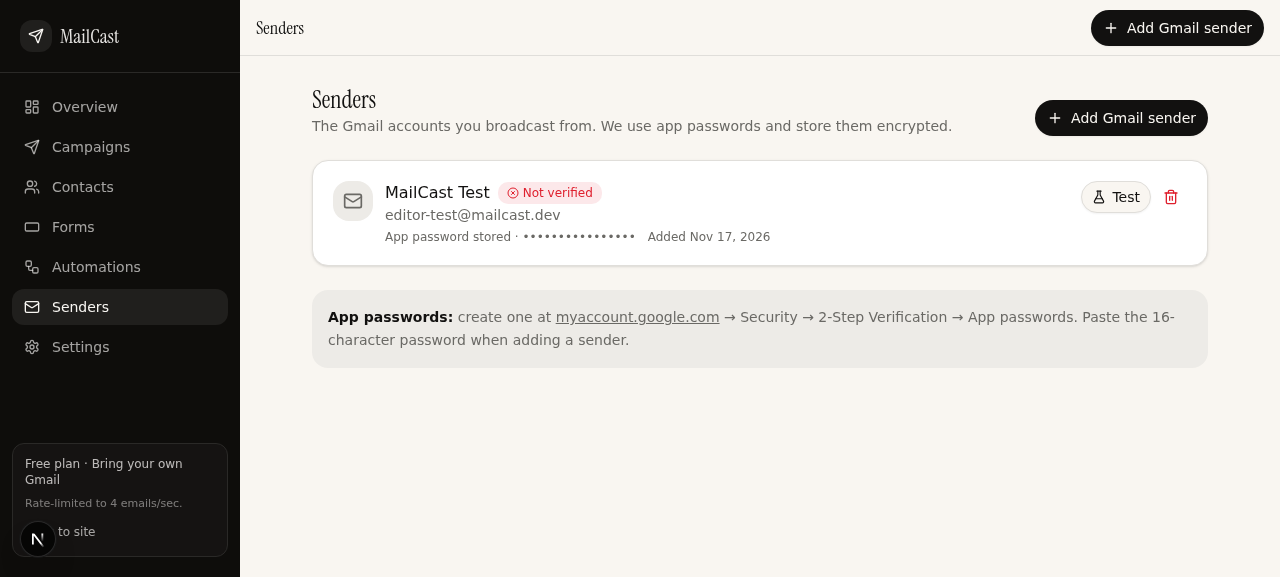 MailCast
Senders
Add Gmail sender
Overview
Campaigns
Contacts
Forms
Automations
Senders
Settings
Free plan · Bring your own
Gmail
Rate-limited to 4 emails/sec.
to site
Senders
The Gmail accounts you broadcast from. We use app passwords and store them encrypted.
Add Gmail sender
MailCast Test
Not verified
editor-test@mailcast.dev
App password stored · •••••••••••••••• Added Nov 17, 2026
Test
App passwords: create one at myaccount.google.com → Security → 2-Step Verification → App passwords. Paste the 16-
character password when adding a sender.